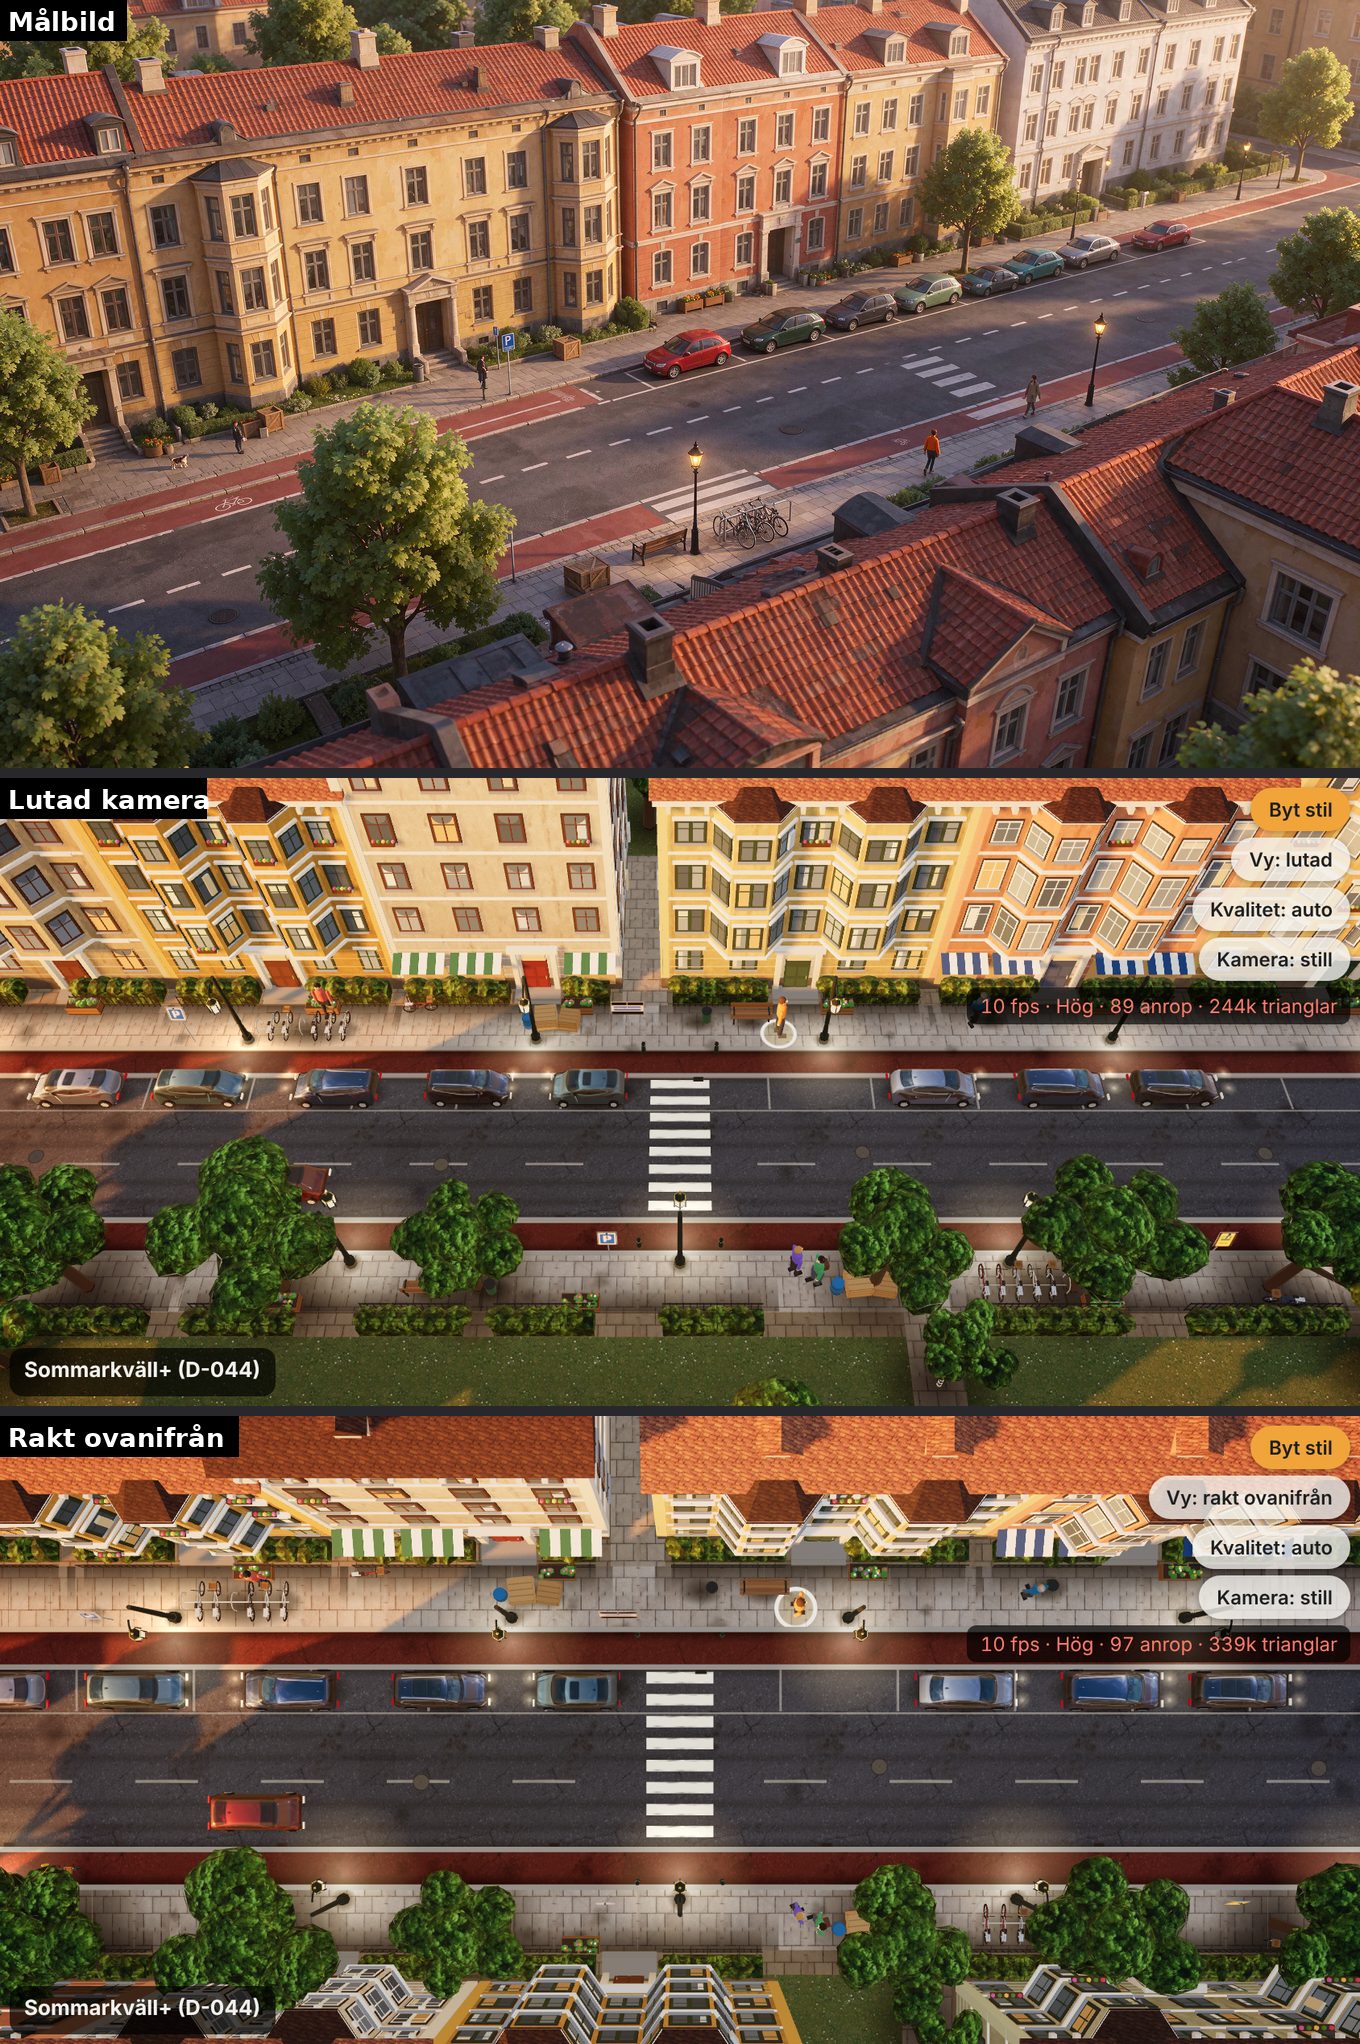 Målbild
P
Lutad kamera
Byt stil
Vy: lutad
Kvalitet: auto
Kamera: still
10 fps · Hög · 89 anrop · 244k trianglar
P
Sommarkväll+ (D-044)
Rakt ovanifrån
Byt stil
Vy: rakt ovanifrån
Kvalitet: auto
Kamera: still
10 fps · Hög · 97 anrop · 339k trianglar
Sommarkväll+ (D-044)